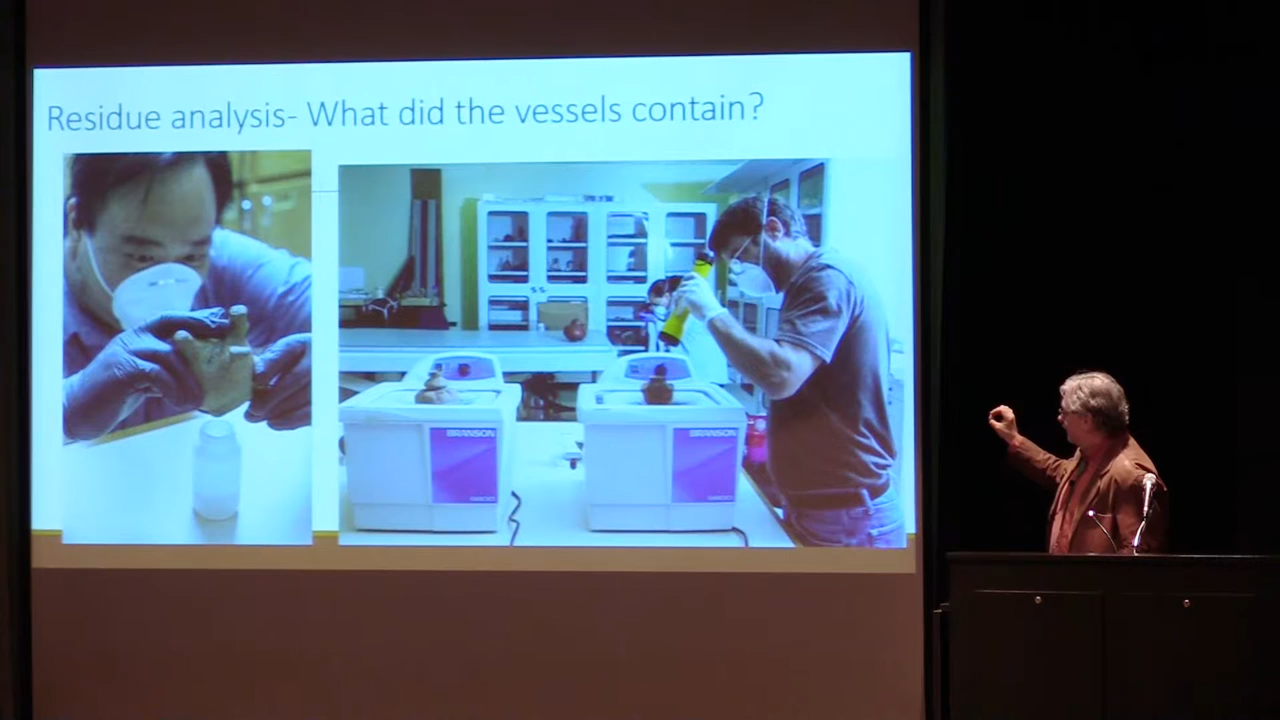 Residue analysis- What did the vessels contain?
BRANSON
BRANSON